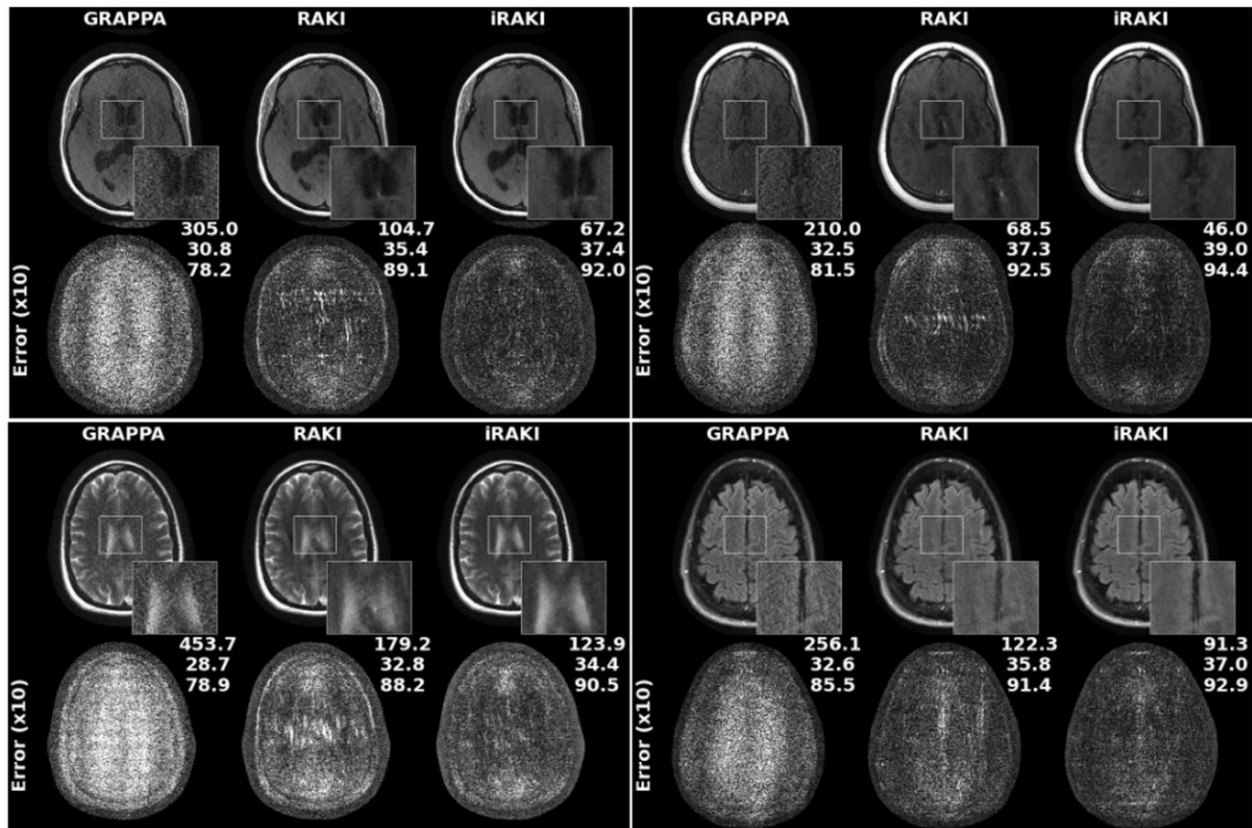 GRAPPA RAKI iRAKI
305.0 104.7 67.2
30.8 35.4 37.4
78.2 89.1 92.0
Error (x10)
GRAPPA RAKI iRAKI
210.0 68.5 46.0
32.5 37.3 39.0
81.5 92.5 94.4
Error (x10)
GRAPPA RAKI iRAKI
453.7 179.2 123.9
28.7 32.8 34.4
78.9 88.2 90.5
Error (x10)
GRAPPA RAKI iRAKI
256.1 122.3 91.3
32.6 35.8 37.0
85.5 91.4 92.9
Error (x10)